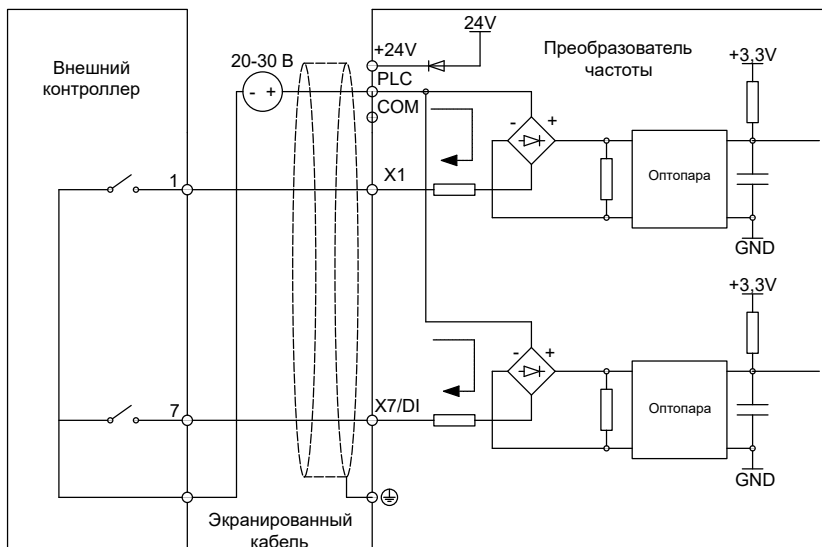 Внешний
контроллер
20-30 В
- +
+24V
24V
PLC
COM
Преобразователь
частоты
+3,3V
- +
1
X1
Оптопара
GND
+3,3V
- +
7
X7/DI
Оптопара
GND
Экранированный
кабель